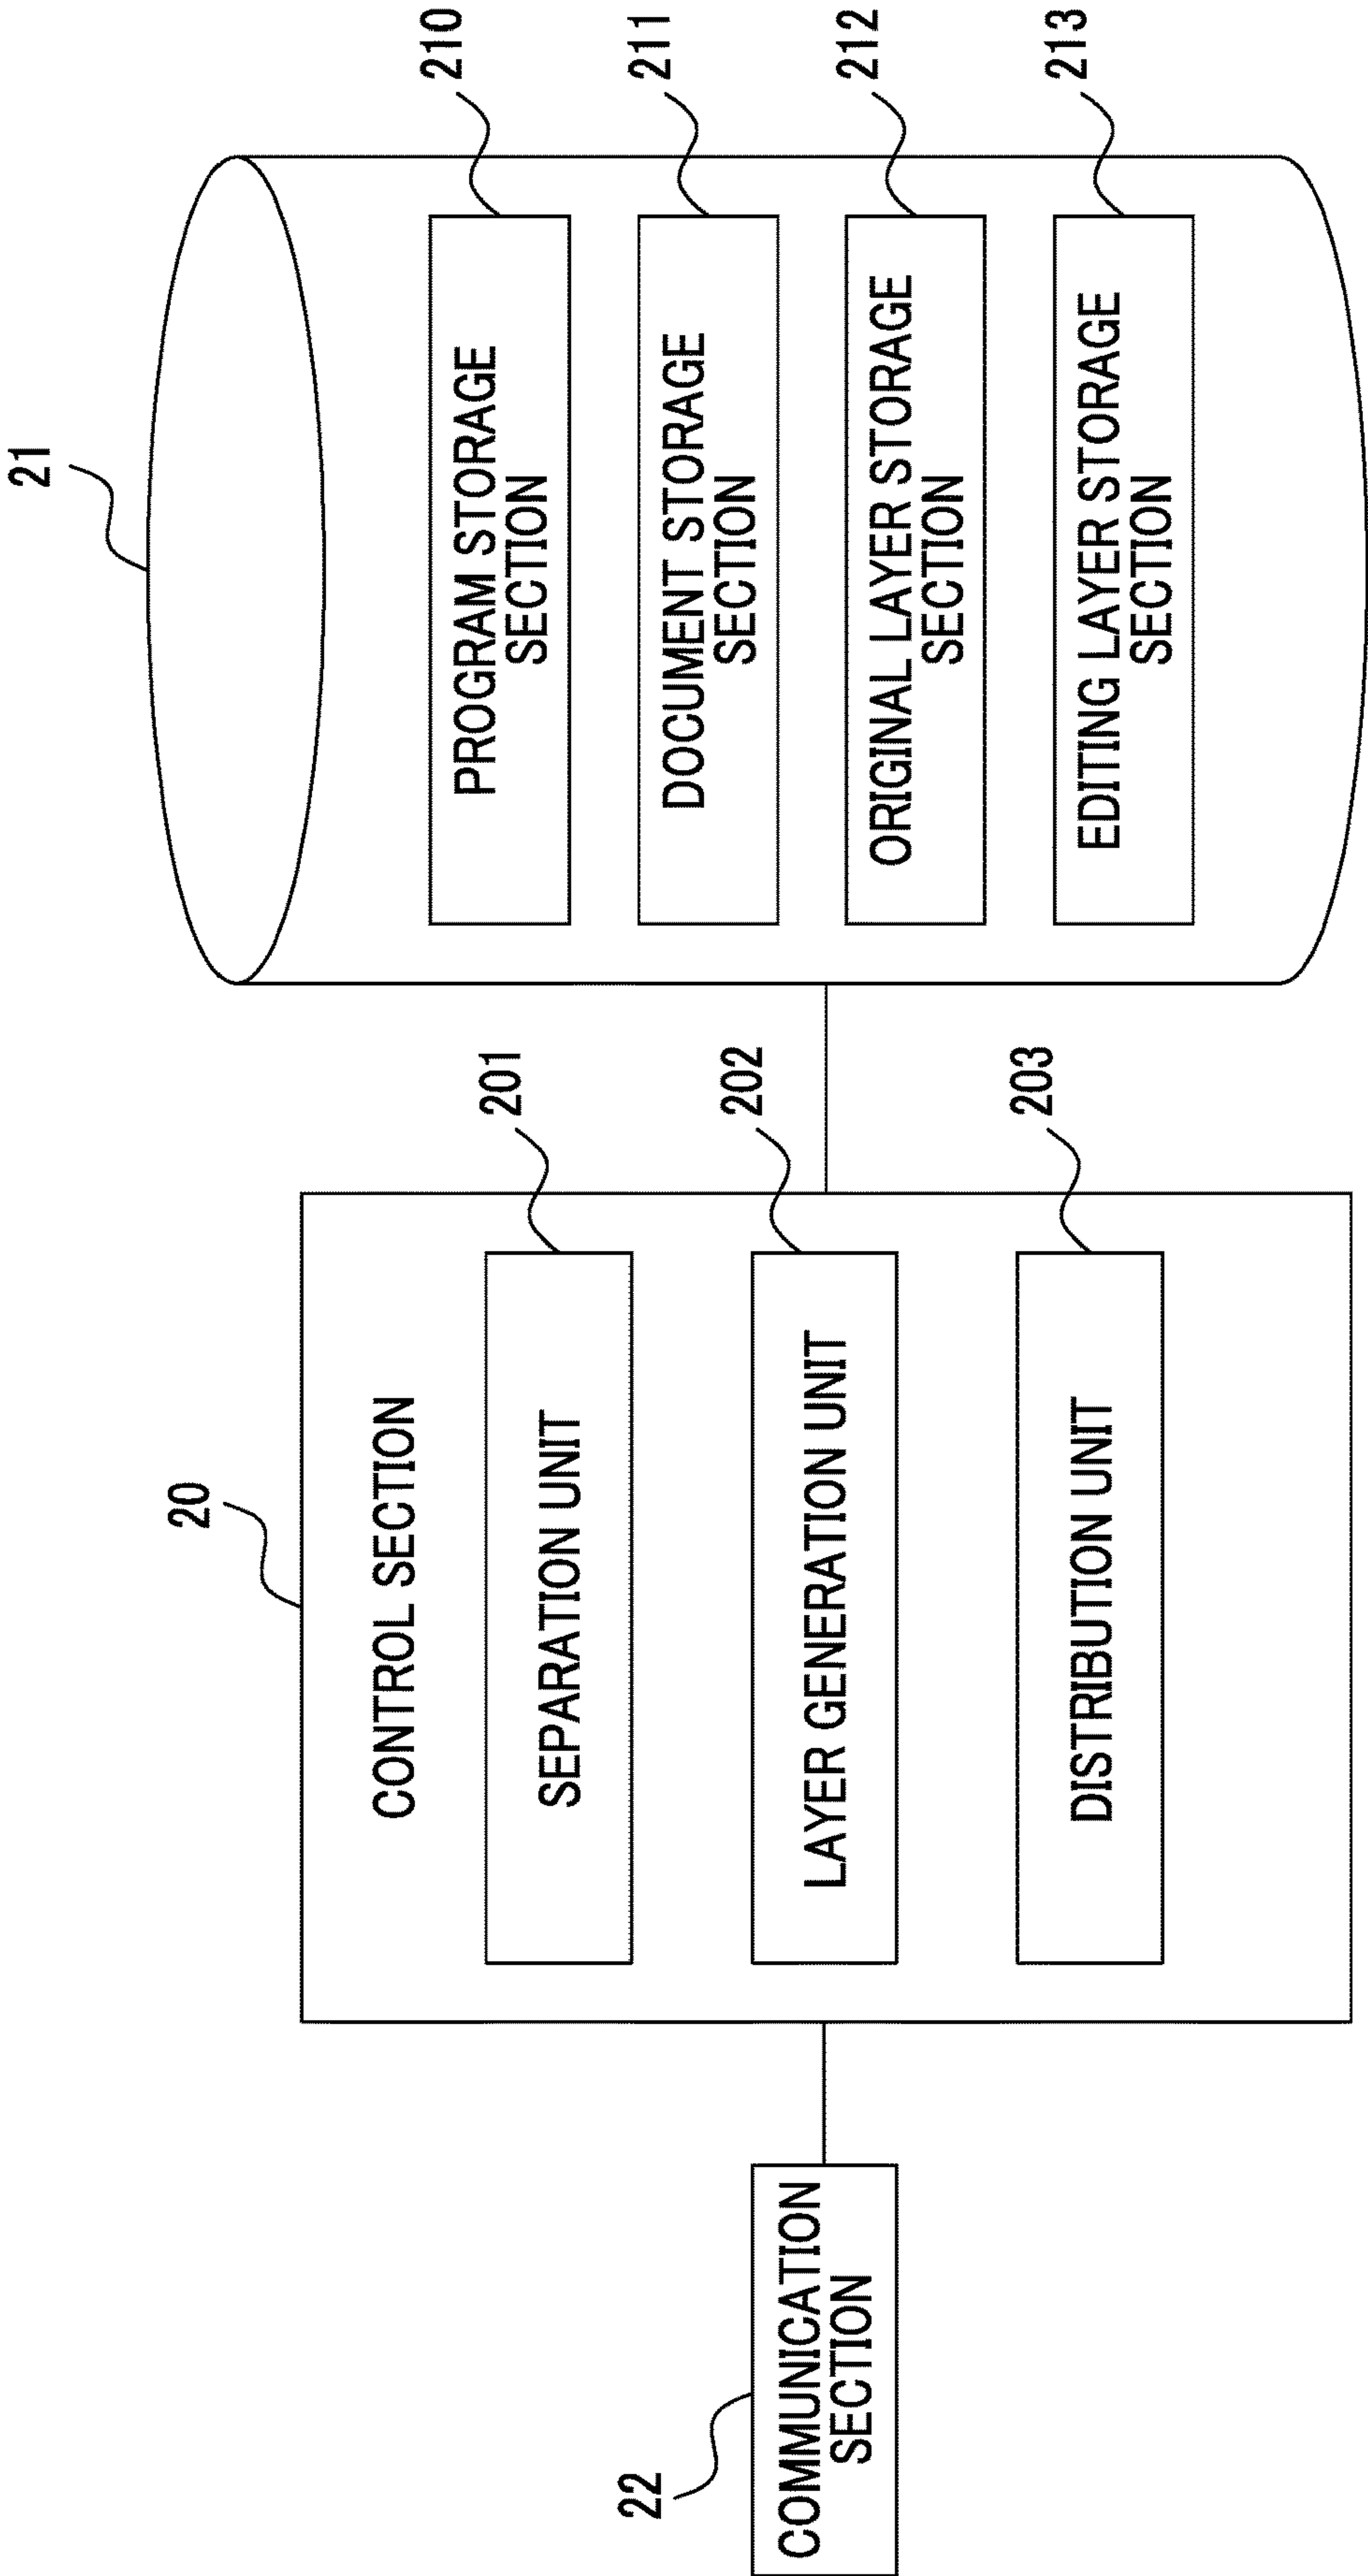 22
COMMUNICATION
SECTION
20
CONTROL SECTION
SEPARATION UNIT
201
LAYER GENERATION UNIT
202
DISTRIBUTION UNIT
203
21
PROGRAM STORAGE
SECTION
210
DOCUMENT STORAGE
SECTION
211
ORIGINAL LAYER STORAGE
SECTION
212
EDITING LAYER STORAGE
SECTION
213